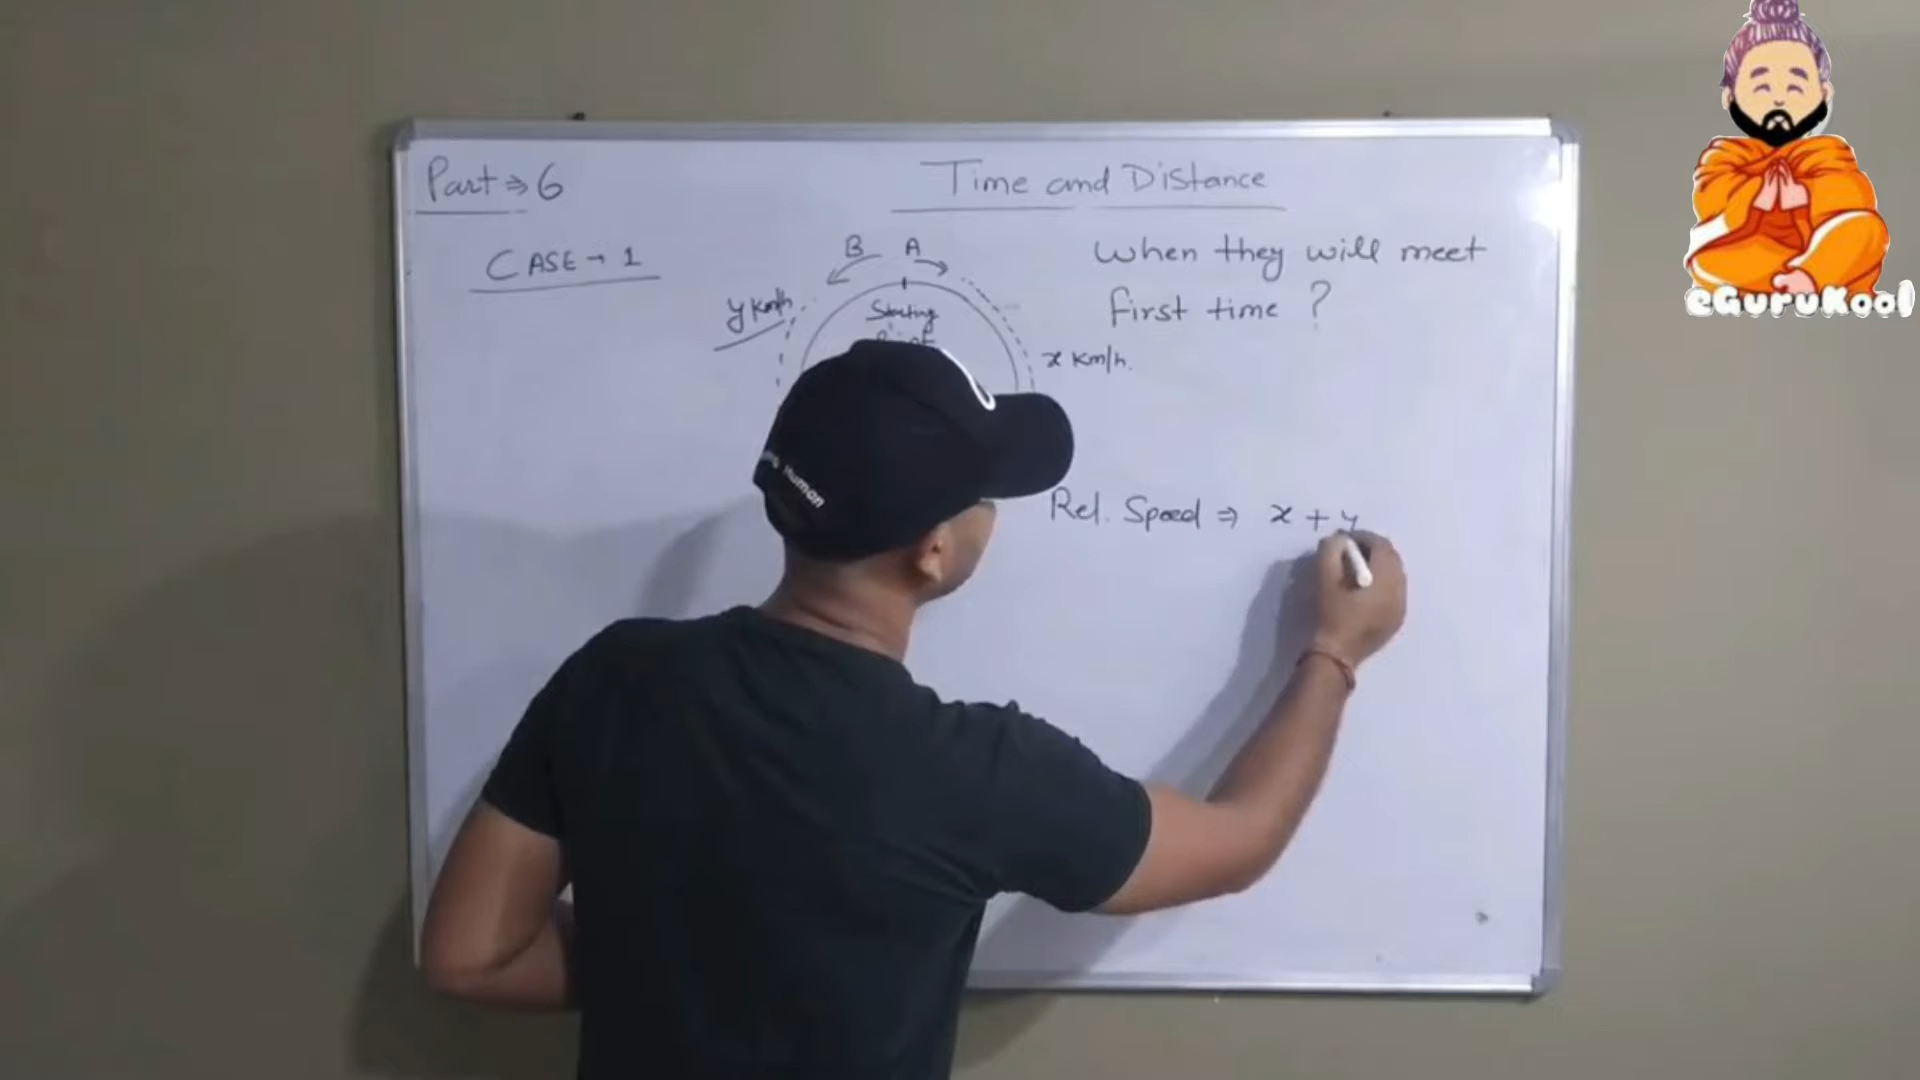 Part ⇒ 6
Time and Distance
CASE → 1
B A
When they will meet
first time ?
y Km/h.
Starting
x Km/h.
Rel. Speed ⇒ x + y
Human
eGuruKool